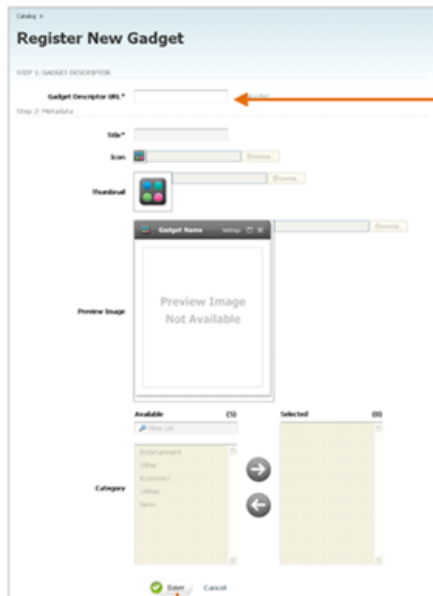 Catalog >
Register New Gadget
STEP 1: GADGET DESCRIPTOR
Gadget Descriptor URL*
Step 2: Metadata
Title*
Icon
Browse..
Thumbnail
Browse..
Gadget Name Settings
Browse..
Preview Image
Preview Image
Not Available
Available (5) Selected (0)
Filter List
Entertainment
Other
Economics
Utilities
News
Category
Save Cancel